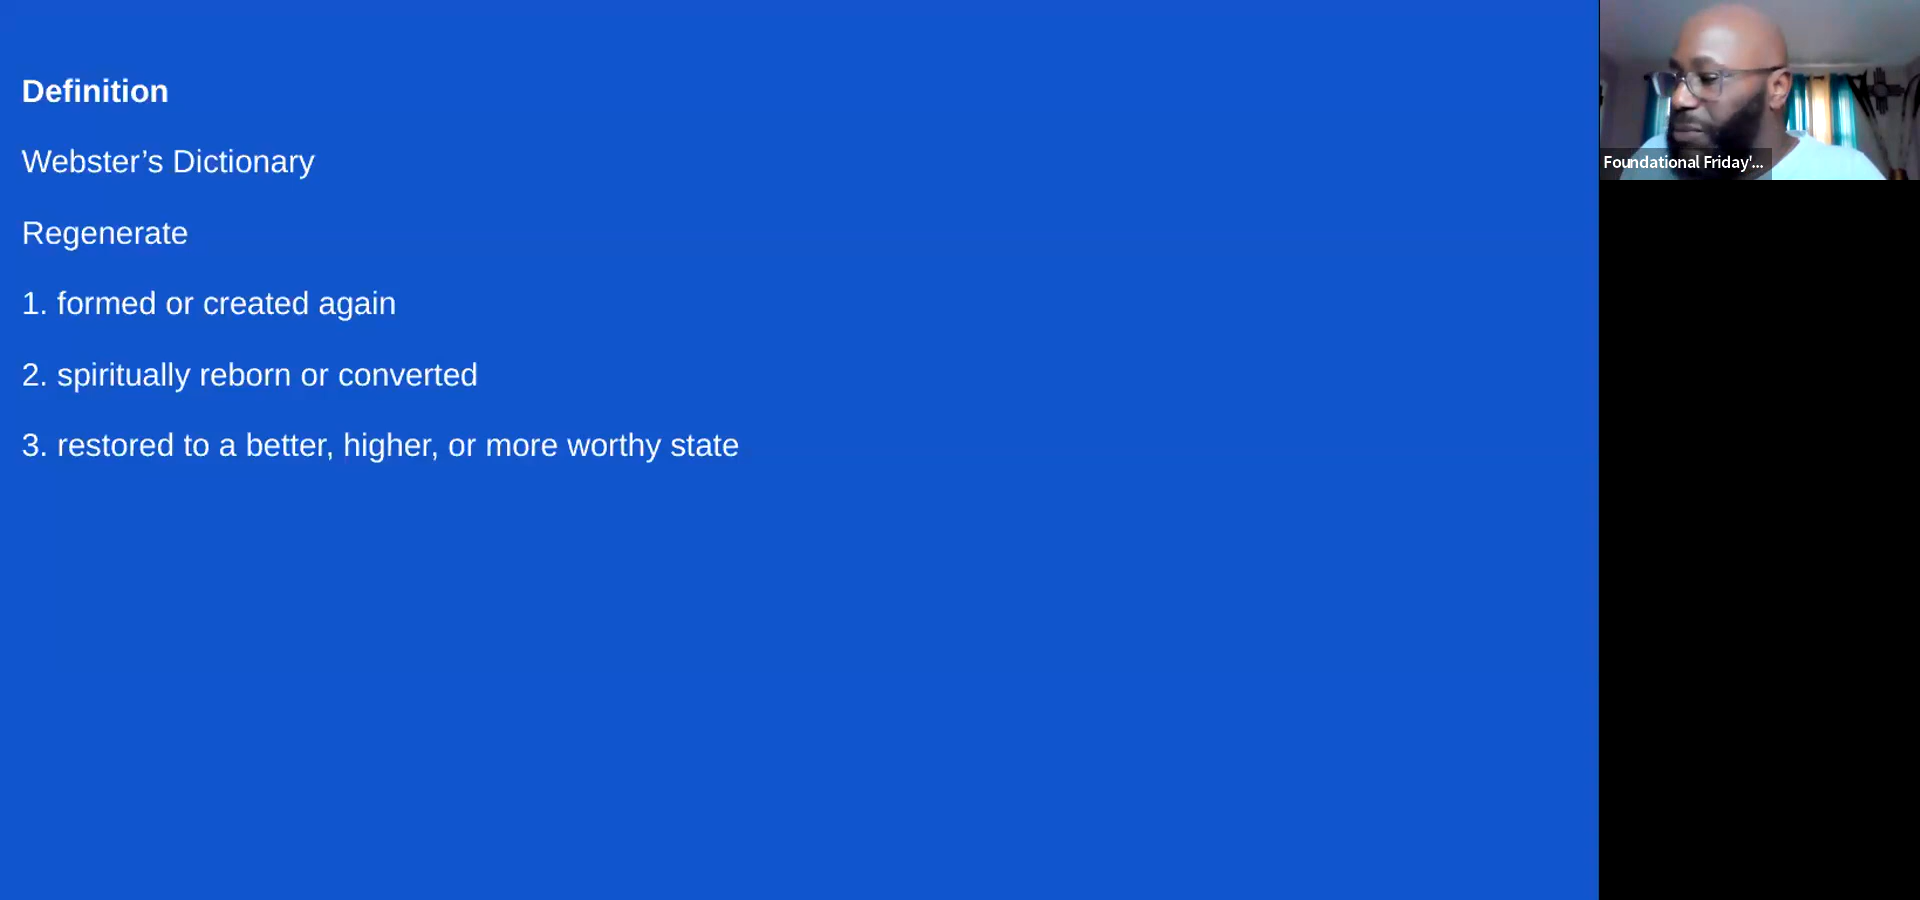 Definition
Webster’s Dictionary
Regenerate
1. formed or created again
2. spiritually reborn or converted
3. restored to a better, higher, or more worthy state
Foundational Friday'...